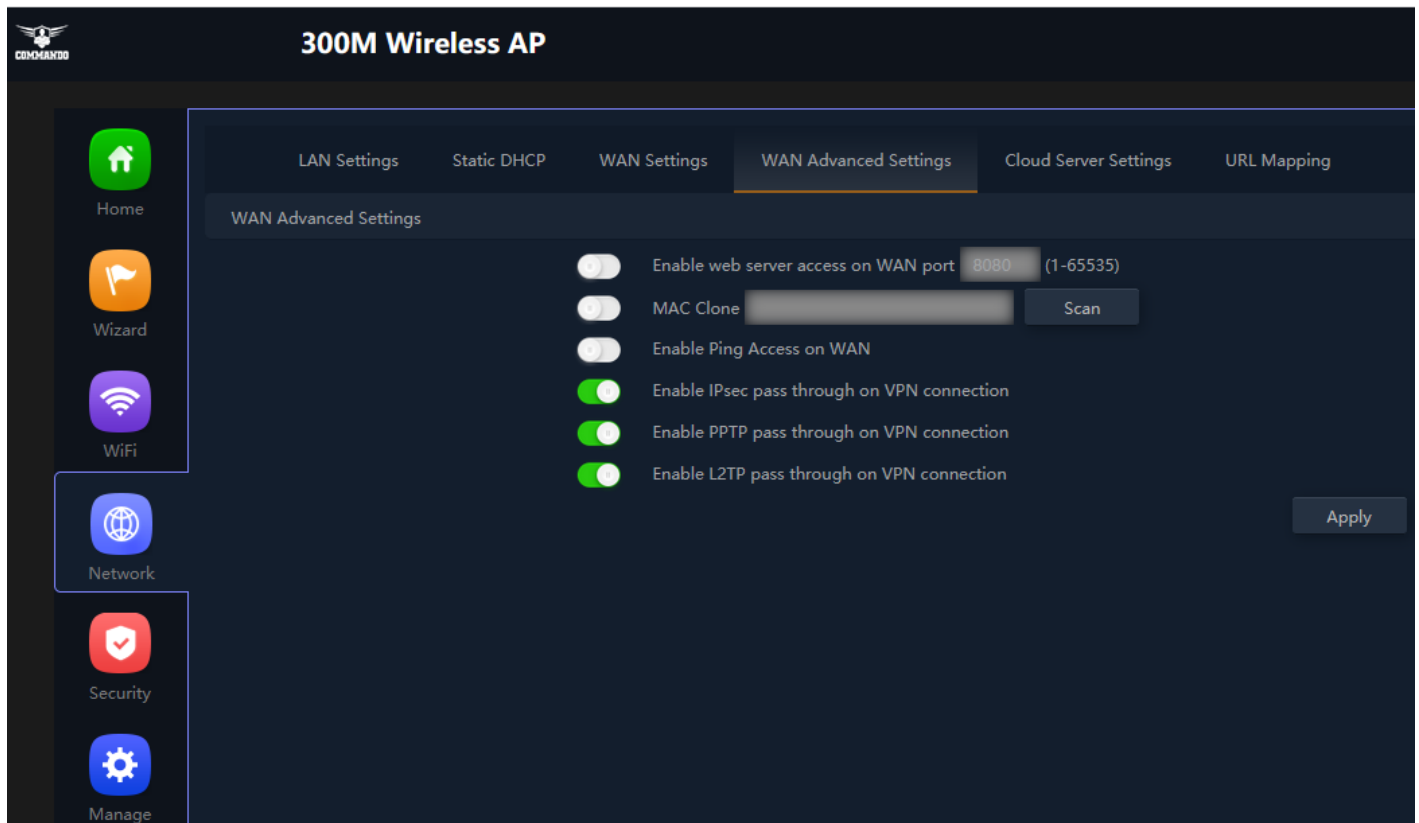 COMMANDO
300M Wireless AP
Home
Wizard
WiFi
Network
Security
Manage
LAN Settings Static DHCP WAN Settings WAN Advanced Settings Cloud Server Settings URL Mapping
WAN Advanced Settings
Enable web server access on WAN port 8080 (1-65535)
MAC Clone Scan
Enable Ping Access on WAN
Enable IPsec pass through on VPN connection
Enable PPTP pass through on VPN connection
Enable L2TP pass through on VPN connection
Apply